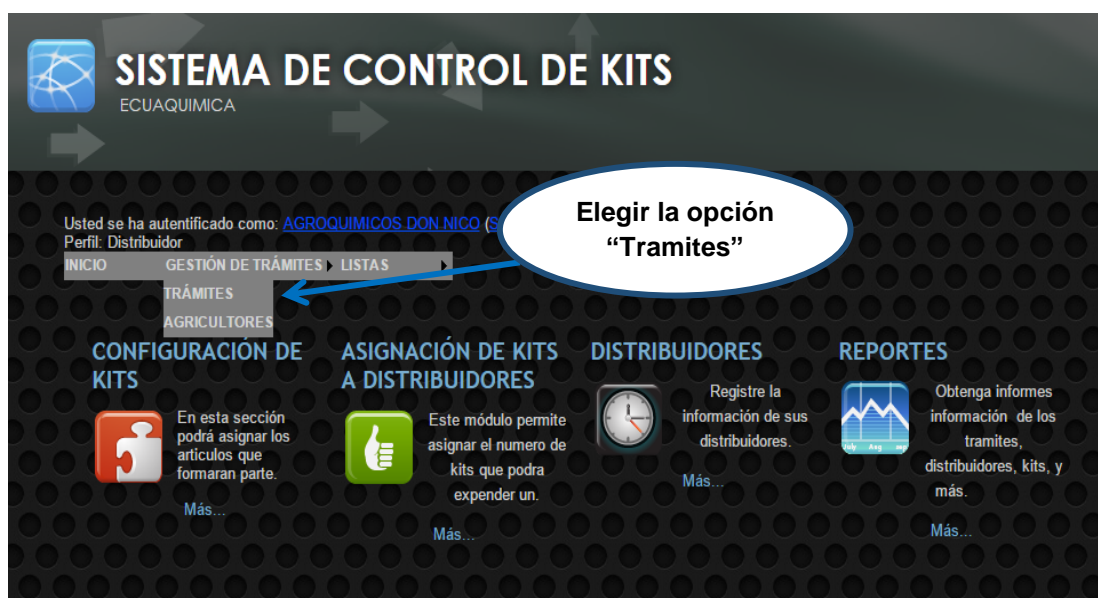 SISTEMA DE CONTROL DE KITS
ECUAQUIMICA
Elegir la opción
“Tramites”
Usted se ha autentificado como: AGROQUIMICOS DON NICO (S
Perfil: Distribuidor
INICIO GESTIÓN DE TRÁMITES LISTAS
TRÁMITES
AGRICULTORES
CONFIGURACIÓN DE
KITS
En esta sección
podrá asignar los
articulos que
formaran parte.
Más...
ASIGNACIÓN DE KITS
A DISTRIBUIDORES
Este módulo permite
asignar el numero de
kits que podra
expender un.
Más...
DISTRIBUIDORES
Registre la
información de sus
distribuidores.
Más...
REPORTES
July Aug
Obtenga informes
información de los
tramites,
distribuidores, kits, y
más.
Más...